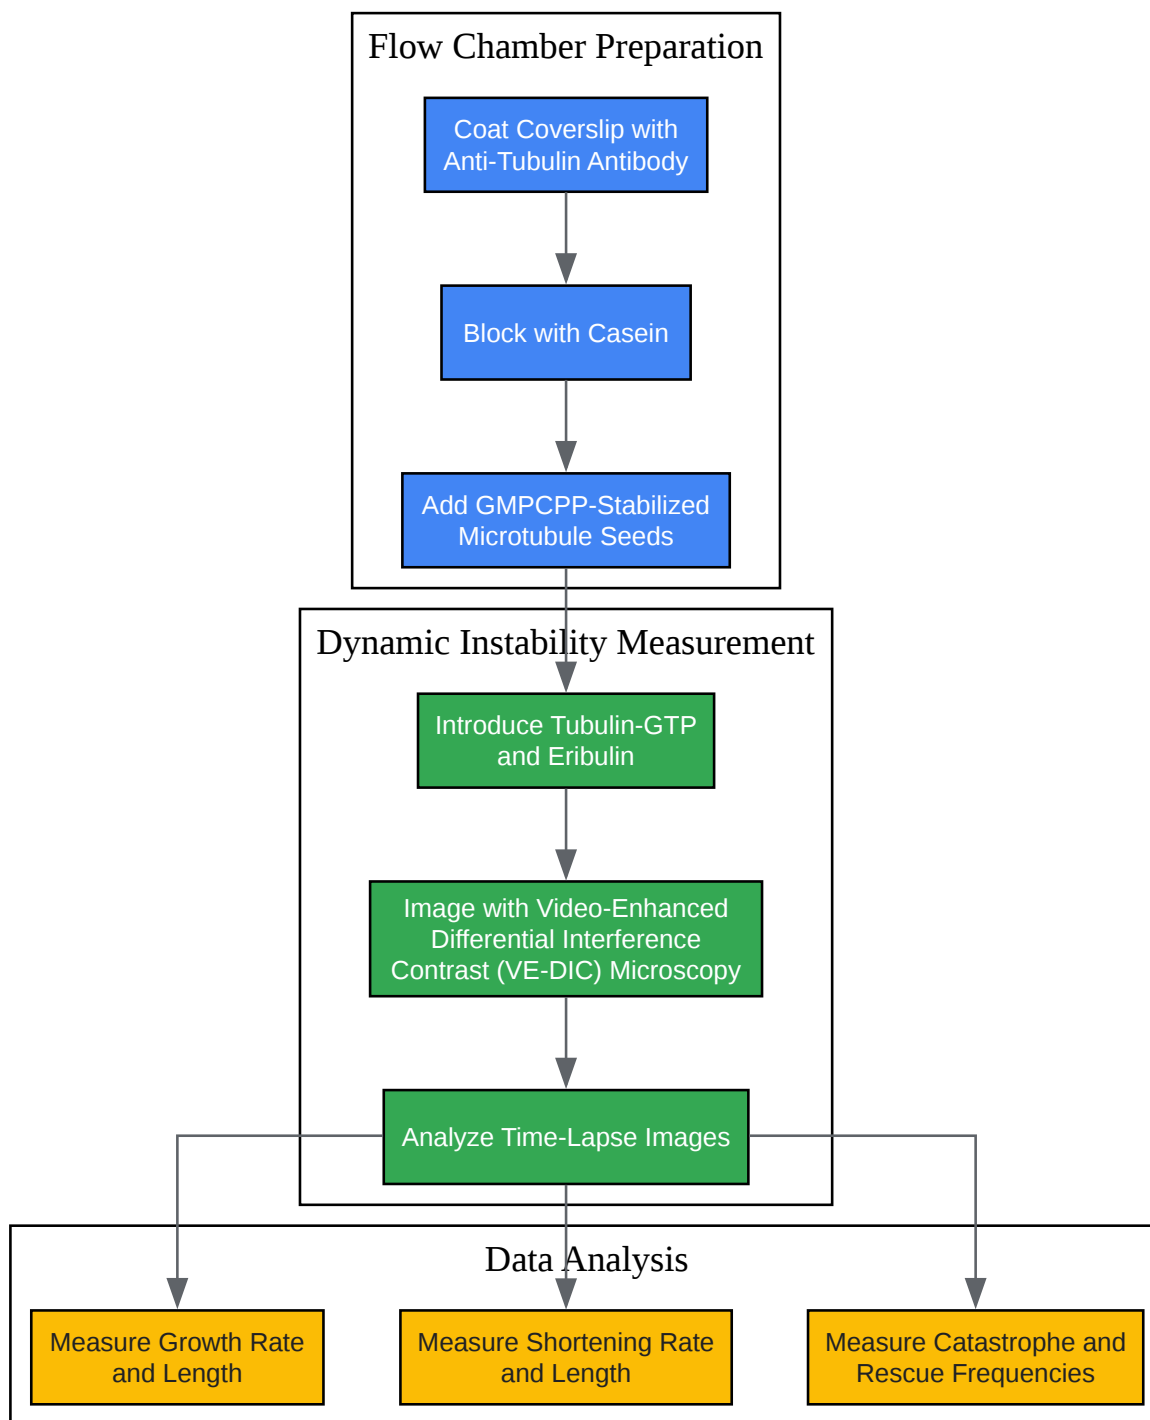 Flow Chamber Preparation
Coat Coverslip with
Anti-Tubulin Antibody
Block with Casein
Add GMPCPP-Stabilized
Microtubule Seeds
Dynamic Instability Measurement
Introduce Tubulin-GTP
and Eribulin
Image with Video-Enhanced
Differential Interference
Contrast (VE-DIC) Microscopy
Analyze Time-Lapse Images
Data Analysis
Measure Growth Rate
and Length
Measure Shortening Rate
and Length
Measure Catastrophe and
Rescue Frequencies